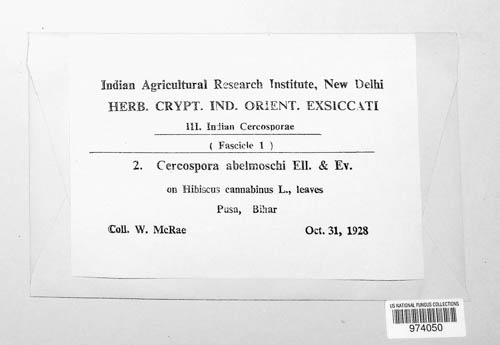 Indian Agricultural Research Institute, New Delhi
HERB. CRYPT. IND. ORIENT. EXSICCATI
III. Indian Cercosporae
( Fascicle 1 )
2. Cercospora abelmoschi Ell. & Ev.
on Hibiscus cannabinus L., leaves
Pusa, Bihar
Coll. W. McRae Oct. 31, 1928
US NATIONAL FUNGUS COLLECTIONS
974050